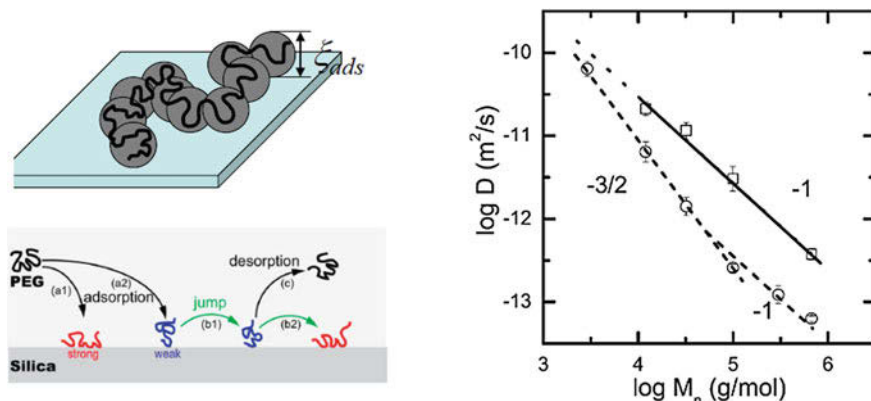 ξads
PEG
(a1)
adsorption
(a2)
jump
(b1)
desorption
(c)
(b2)
strong
weak
Silica
log D (m²/s)
-10
-11
-12
-13
-3/2
-1
-1
3 4 5 6
log Mn (g/mol)